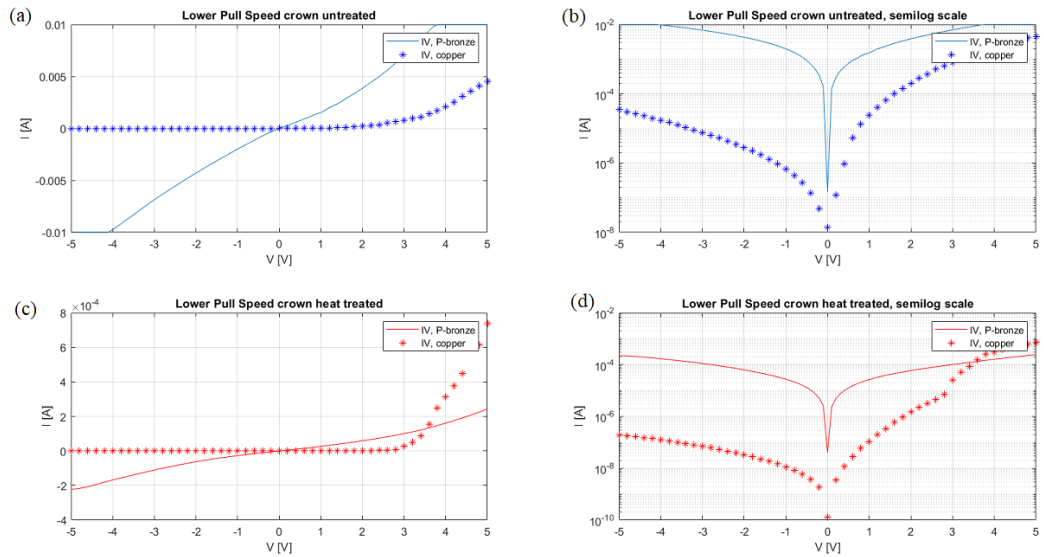 (a)
Lower Pull Speed crown untreated
0.01
0.005
0
-0.005
-0.01
I [A]
-5 -4 -3 -2 -1 0 1 2 3 4 5
V [V]
IV, P-bronze
IV, copper
(b)
Lower Pull Speed crown untreated, semilog scale
10-2
10-4
10-6
10-8
I [A]
-5 -4 -3 -2 -1 0 1 2 3 4 5
V [V]
IV, P-bronze
IV, copper
(c)
Lower Pull Speed crown heat treated
×10-4
8
6
4
2
0
-2
-4
I [A]
-5 -4 -3 -2 -1 0 1 2 3 4 5
V [V]
IV, P-bronze
IV, copper
(d)
Lower Pull Speed crown heat treated, semilog scale
10-2
10-4
10-6
10-8
10-10
I [A]
-5 -4 -3 -2 -1 0 1 2 3 4 5
V [V]
IV, P-bronze
IV, copper